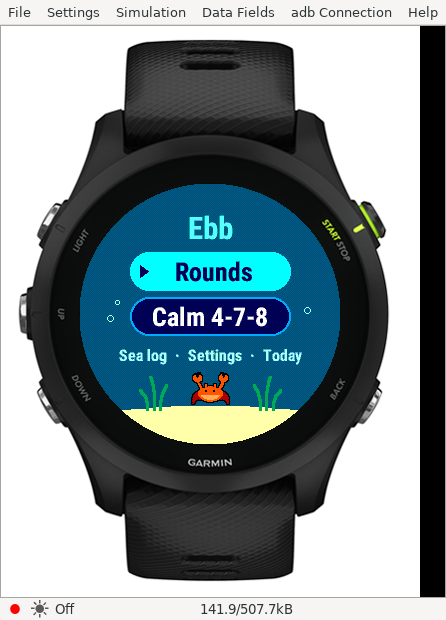 File Settings Simulation Data Fields adb Connection Help
LIGHT
START STOP
Ebb
Rounds
UP
Calm 4-7-8
Sea log · Settings · Today
DOWN
BACK
GARMIN
Off 141.9/507.7kB